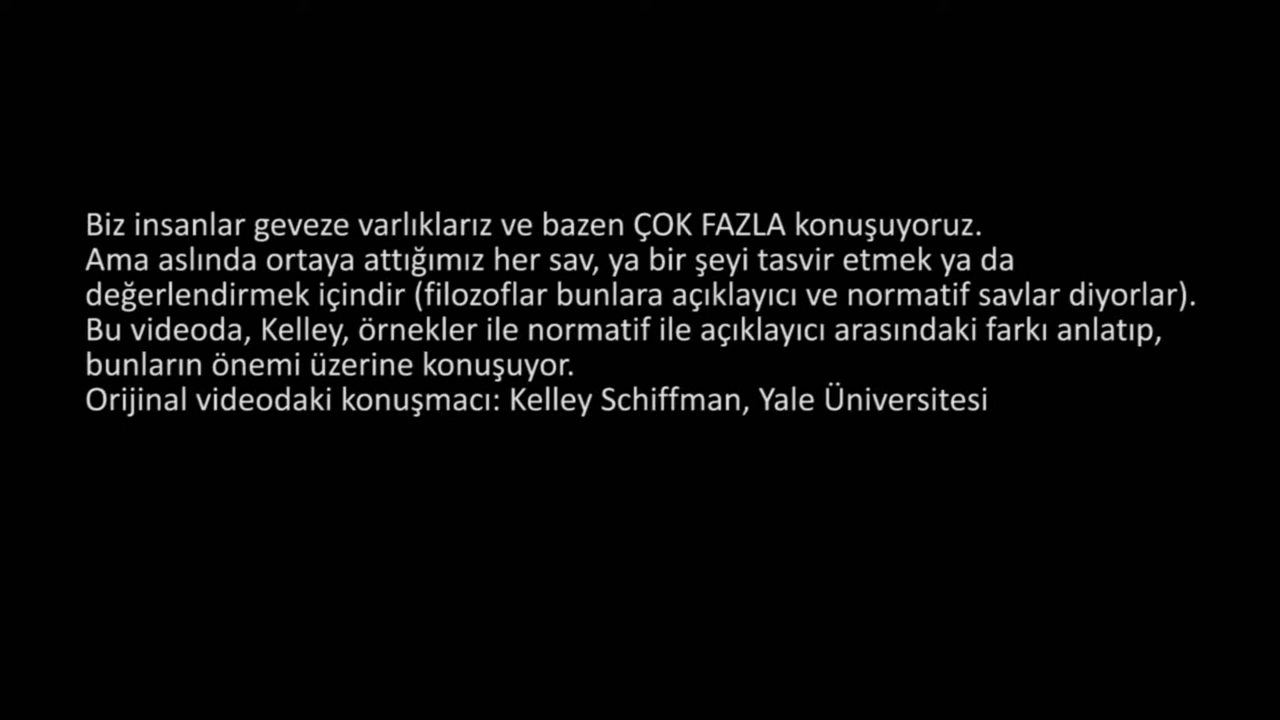 Biz insanlar geveze varlıklarız ve bazen ÇOK FAZLA konuşuyoruz.
Ama aslında ortaya attığımız her sav, ya bir şeyi tasvir etmek ya da
değerlendirmek içindir (filozoflar bunlara açıklayıcı ve normatif savlar diyorlar).
Bu videoda, Kelley, örnekler ile normatif ile açıklayıcı arasındaki farkı anlatıp,
bunların önemi üzerine konuşuyor.
Orijinal videodaki konuşmacı: Kelley Schiffman, Yale Üniversitesi